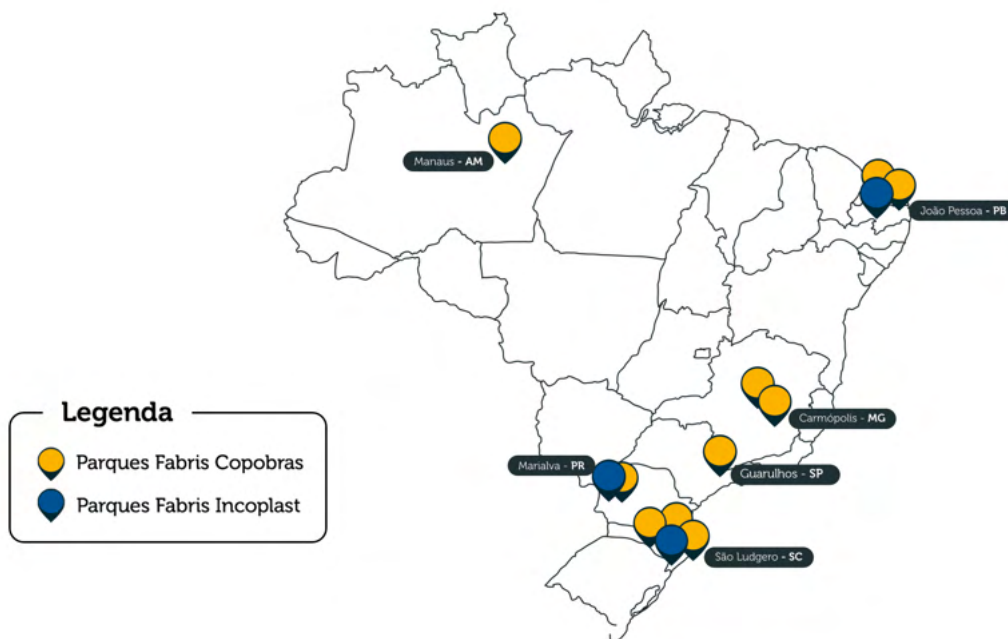 Manaus - AM
João Pessoa - PB
Carmópolis - MG
Legenda
Parques Fabris Copobras
Marialva - PR
Guarulhos - SP
Parques Fabris Incoplast
São Ludgero - SC